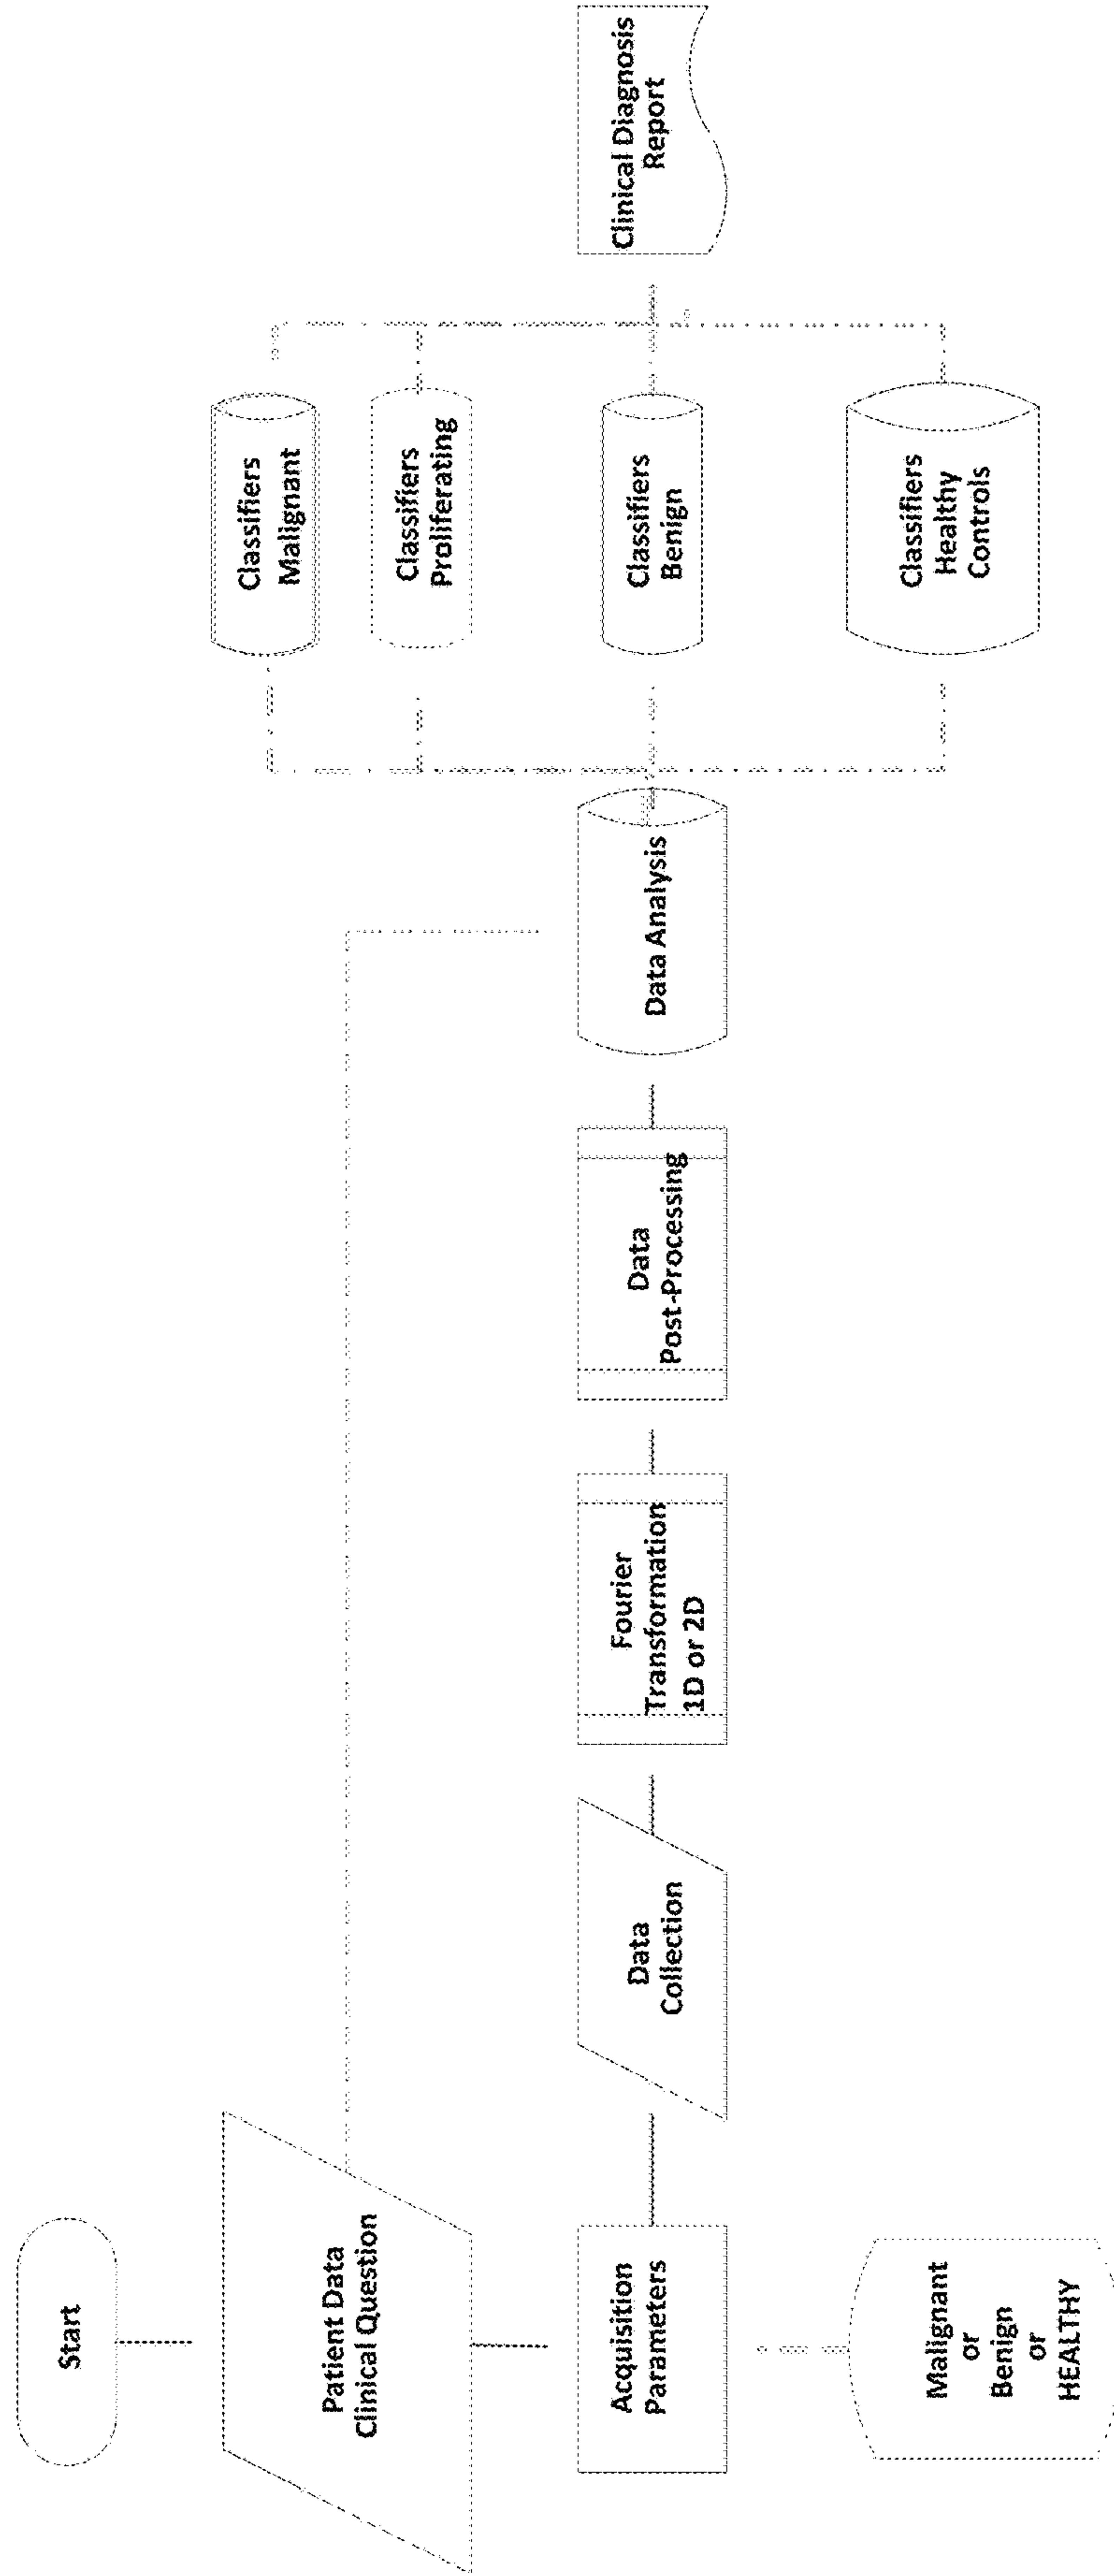 Start
Patient Data
Clinical Question
Acquisition
Parameters
Malignant
or
Benign
or
HEALTHY
Data
Collection
Fourier
Transformation
1D or 2D
Data
Post-Processing
Data Analysis
Classifiers
Malignant
Classifiers
Proliferating
Classifiers
Benign
Classifiers
Healthy
Controls
Clinical Diagnosis
Report